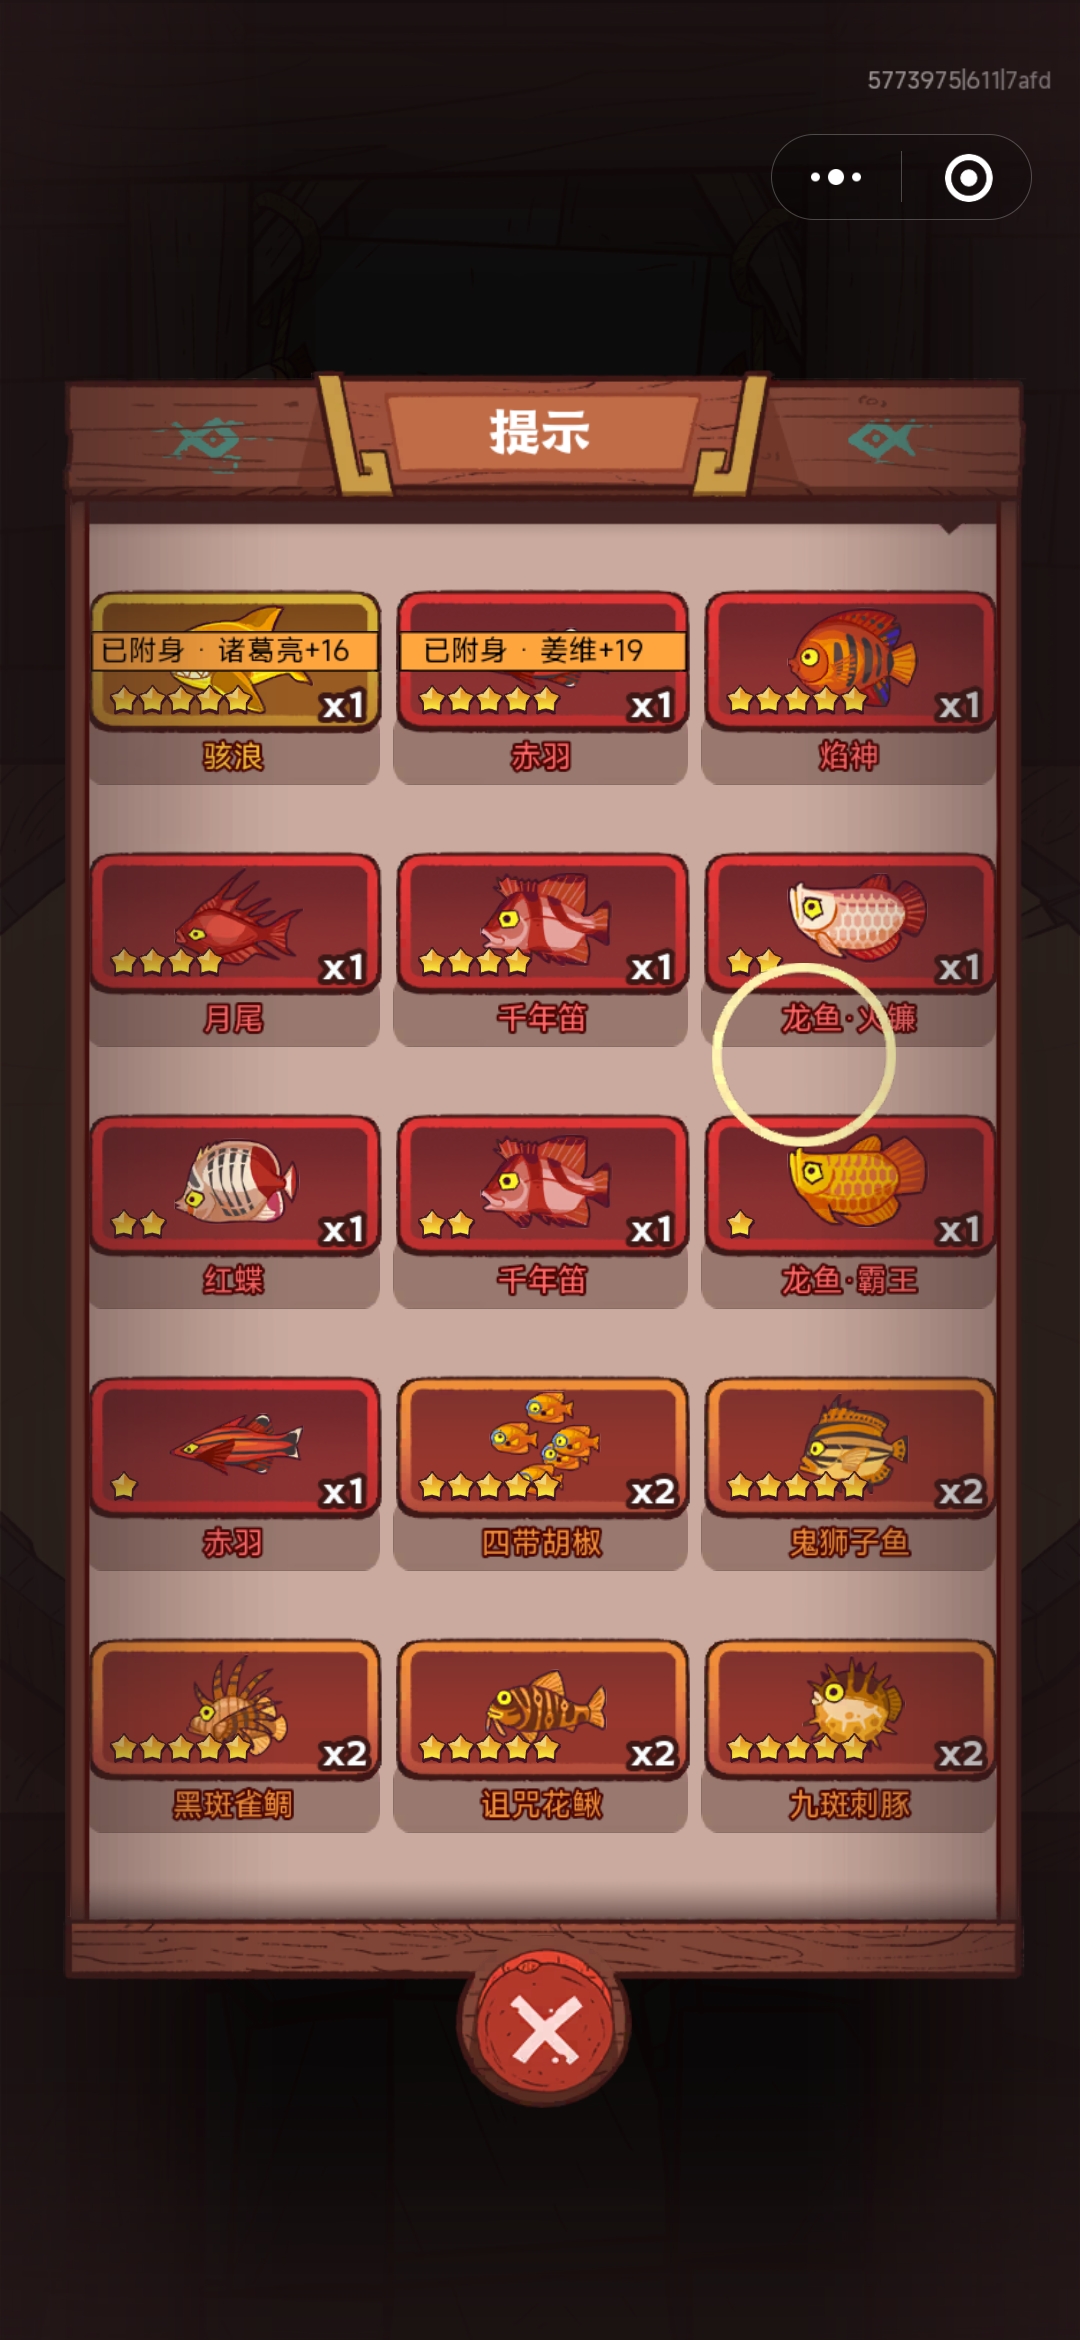 5773975|611|7afd
提示
已附身 · 诸葛亮+16
x1
骇浪
已附身 · 姜维+19
x1
赤羽
x1
焰神
x1
月尾
x1
千年笛
x1
龙鱼·火镰
x1
红蝶
x1
千年笛
x1
龙鱼·霸王
x1
赤羽
x2
四带胡椒
x2
鬼狮子鱼
x2
黑斑雀鲷
x2
诅咒花鳅
x2
九斑刺豚